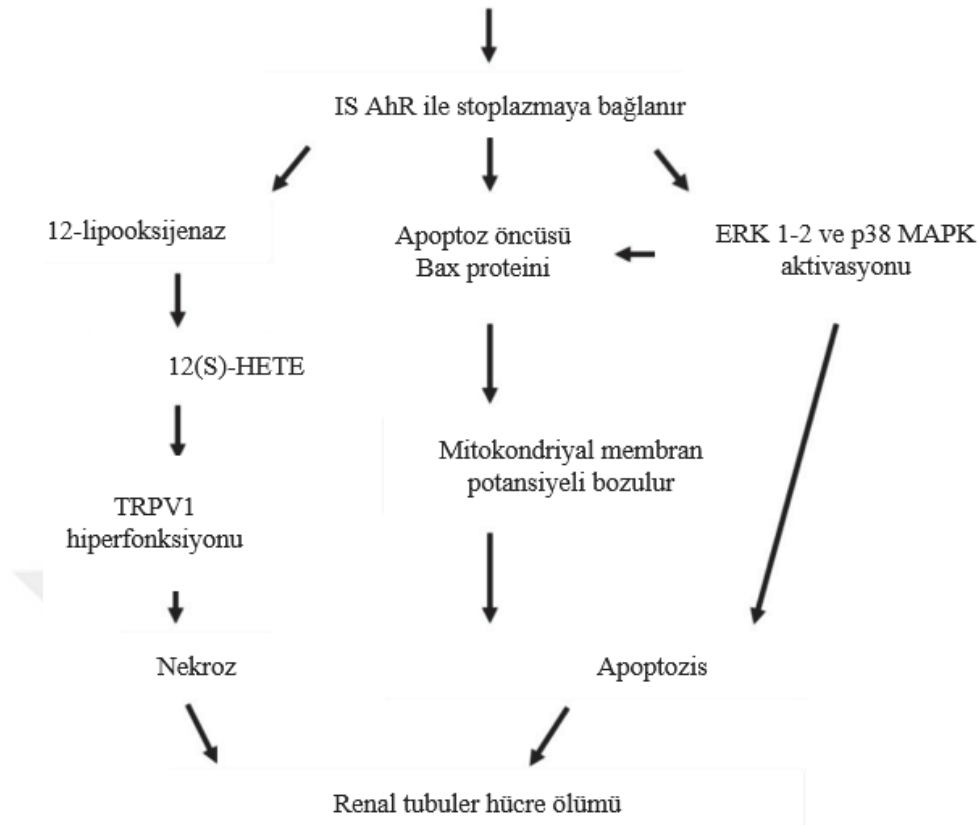 IS AhR ile stoplazmaya bağlanır
12-lipooksijenaz
Apoptoz öncüsü
Bax proteini
ERK 1-2 ve p38 MAPK
aktivasyonu
12(S)-HETE
Mitokondriyal membran
potansiyeli bozulur
TRPV1
hiperfonksiyonu
Nekroz
Apoptozis
Renal tubuler hücre ölümü